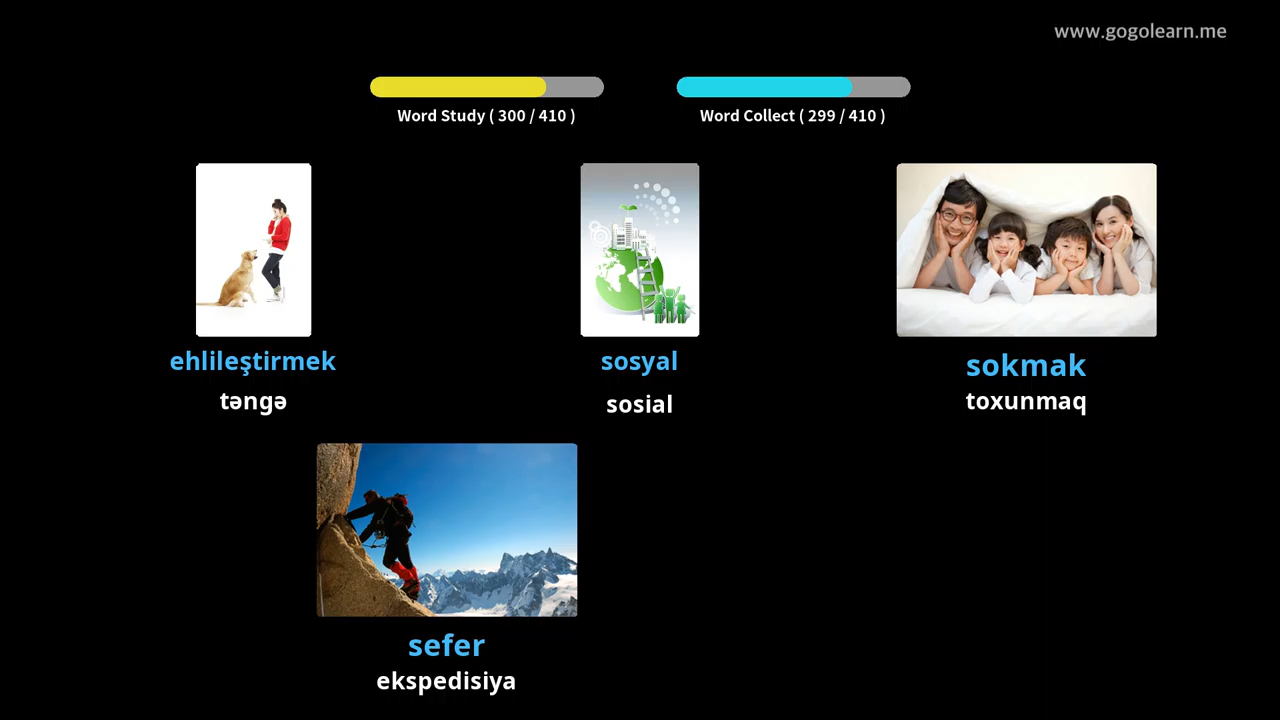 www.gogolearn.me
Word Study ( 300 / 410 )
Word Collect ( 299 / 410 )
ehlileştirmek
təngə
sosyal
sosial
sokmak
toxunmaq
sefer
ekspedisiya